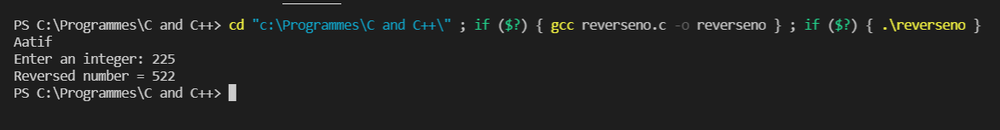 PS C:\Programmes\C and C++> cd "c:\Programmes\C and C++\" ; if ($?) { gcc reverseno.c -o reverseno } ; if ($?) { .\reverseno }
Aatif
Enter an integer: 225
Reversed number = 522
PS C:\Programmes\C and C++>